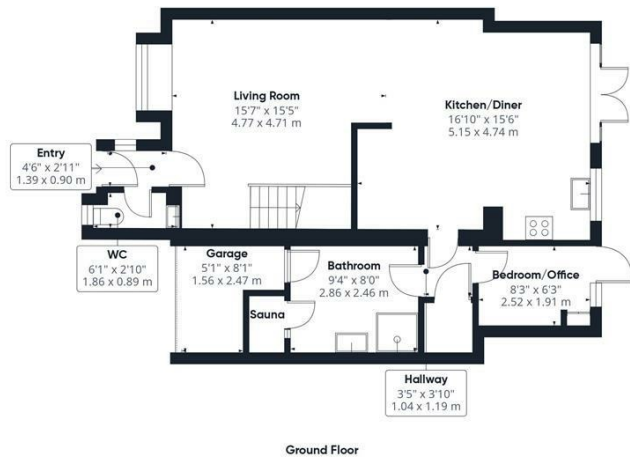 Living Room
15'7" x 15'5"
4.77 x 4.71 m
Kitchen/Diner
16'10" x 15'6"
5.15 x 4.74 m
Entry
4'6" x 2'11"
1.39 x 0.90 m
WC
6'1" x 2'10"
1.86 x 0.89 m
Garage
5'1" x 8'1"
1.56 x 2.47 m
Bathroom
9'4" x 8'0"
2.86 x 2.46 m
Bedroom/Office
8'3" x 6'3"
2.52 x 1.91 m
Sauna
Hallway
3'5" x 3'10"
1.04 x 1.19 m
Ground Floor